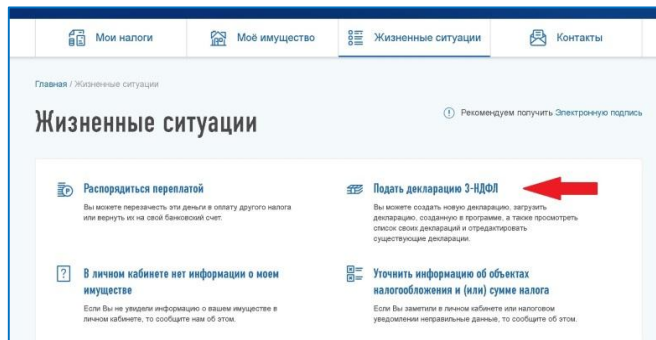 Мои налоги
Моё имущество
Жизненные ситуации
Контакты
Главная / Жизненные ситуации
Жизненные ситуации
Рекомендуем получить Электронную подпись
Распорядиться переплатой
Вы можете перезачесть эти деньги в оплату другого налога
или вернуть их на свой банковский счет.
Подать декларацию 3-НДФЛ
Вы можете создать новую декларацию, загрузить
декларацию, созданную в программе, а также просмотреть
список своих деклараций и отредактировать
существующие декларации.
В личном кабинете нет информации о моем
имуществе
Если Вы не увидели информацию о вашем имуществе в
личном кабинете, то сообщите нам об этом.
Уточнить информацию об объектах
налогообложения и (или) сумме налога
Если Вы заметили в личном кабинете или налоговом
уведомлении неправильные данные, то сообщите об этом.